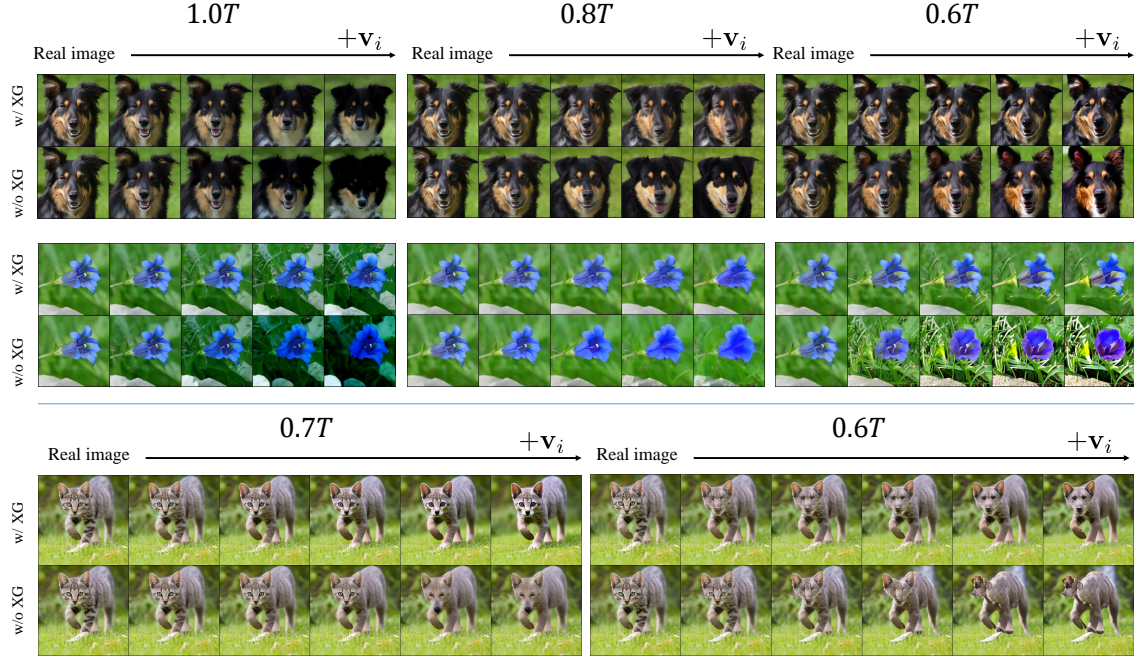 1.0T 0.8T 0.6T
Real image +v_i Real image +v_i Real image +v_i
w/ XG
w/o XG
w/ XG
w/o XG
0.7T 0.6T
Real image +v_i Real image +v_i
w/ XG
w/o XG